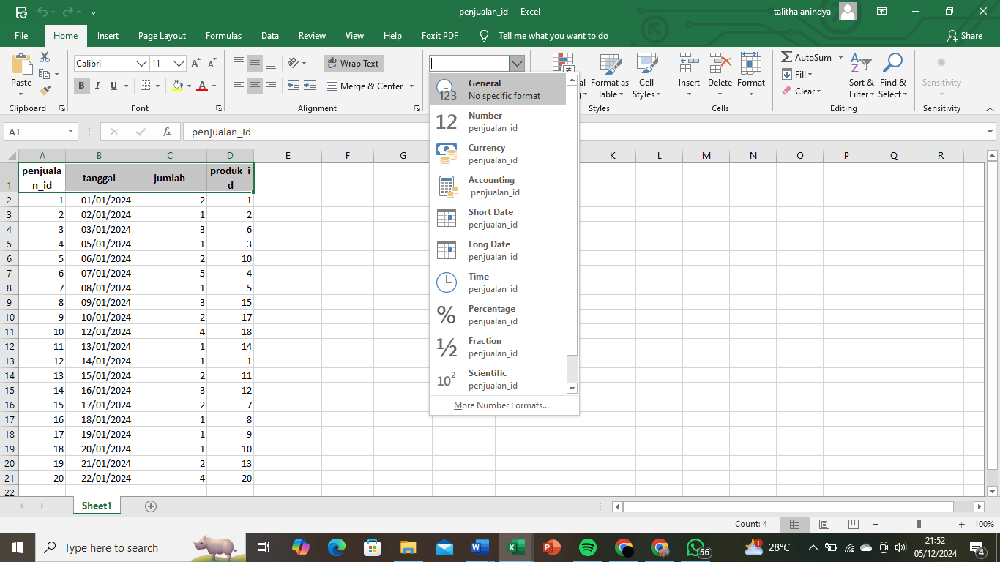 penjualan_id - Excel
talitha anindya
File Home Insert Page Layout Formulas Data Review View Help Foxit PDF Tell me what you want to do Share
Paste
Clipboard
Calibri 11
B I U
Font
Wrap Text
Merge & Center
Alignment
Format as Table
Cell Styles
Styles
Insert Delete Format
Cells
AutoSum
Fill
Clear
Sort & Filter
Find & Select
Editing
Sensitivity
Sensitivity
General
No specific format
Number
penjualan_id
Currency
penjualan_id
Accounting
penjualan_id
Short Date
penjualan_id
Long Date
penjualan_id
Time
penjualan_id
Percentage
penjualan_id
Fraction
penjualan_id
Scientific
penjualan_id
More Number Formats...
A1 fx penjualan_id
A B C D E F G K L M N O P Q R
1 penjualan_id tanggal jumlah produk_id
2 1 01/01/2024 2 1
3 2 02/01/2024 1 2
4 3 03/01/2024 3 6
5 4 05/01/2024 1 3
6 5 06/01/2024 2 10
7 6 07/01/2024 5 4
8 7 08/01/2024 1 5
9 8 09/01/2024 3 15
10 9 10/01/2024 2 17
11 10 12/01/2024 4 18
12 11 13/01/2024 1 14
13 12 14/01/2024 1 1
14 13 15/01/2024 2 11
15 14 16/01/2024 3 12
16 15 17/01/2024 2 7
17 16 18/01/2024 1 8
18 17 19/01/2024 1 9
19 18 20/01/2024 1 10
20 19 21/01/2024 2 13
21 20 22/01/2024 4 20
22
Sheet1
Count: 4
100%
Type here to search
56
1
28°C
21:52
05/12/2024
4